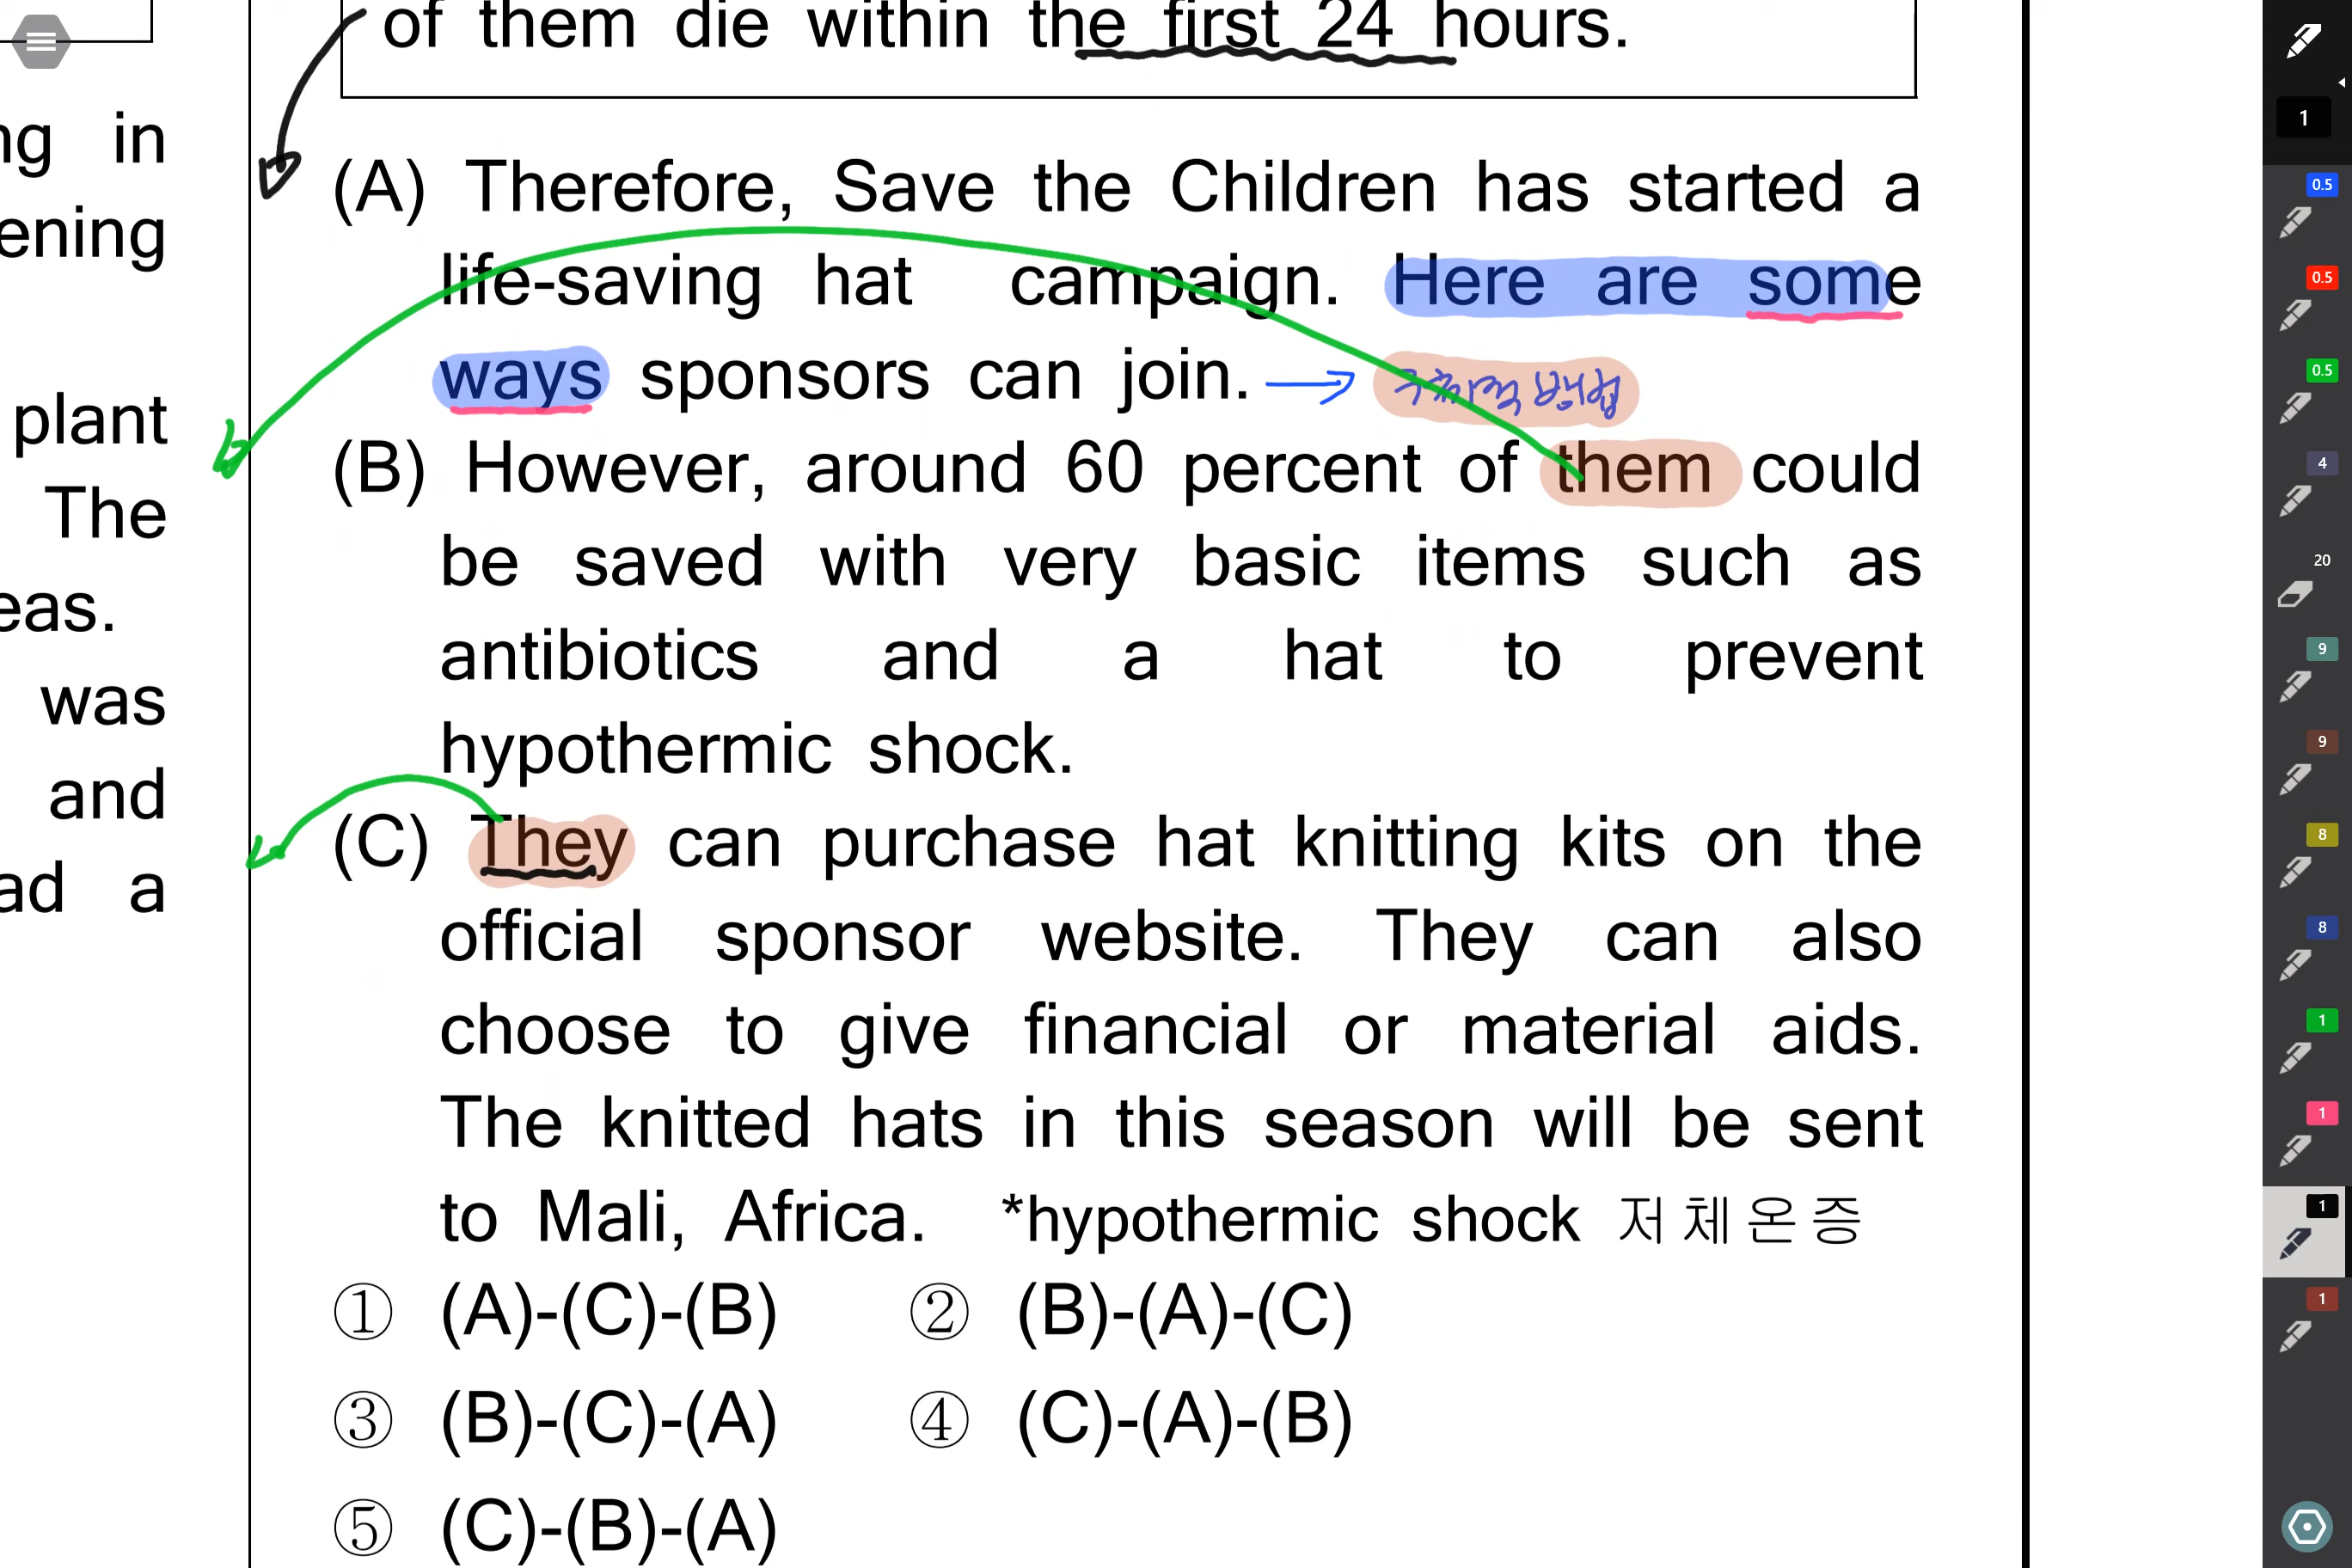 of them die within the first 24 hours.
ng in
ening
plant
The
eas.
was
and
ad a
(A) Therefore, Save the Children has started a
life-saving hat campaign. Here are some
ways sponsors can join.
(B) However, around 60 percent of them could
be saved with very basic items such as
antibiotics and a hat to prevent
hypothermic shock.
(C) They can purchase hat knitting kits on the
official sponsor website. They can also
choose to give financial or material aids.
The knitted hats in this season will be sent
to Mali, Africa. *hypothermic shock 저체온증
① (A)-(C)-(B) ② (B)-(A)-(C)
③ (B)-(C)-(A) ④ (C)-(A)-(B)
⑤ (C)-(B)-(A)
1
0.5
0.5
0.5
4
20
9
9
8
8
1
1
1
1